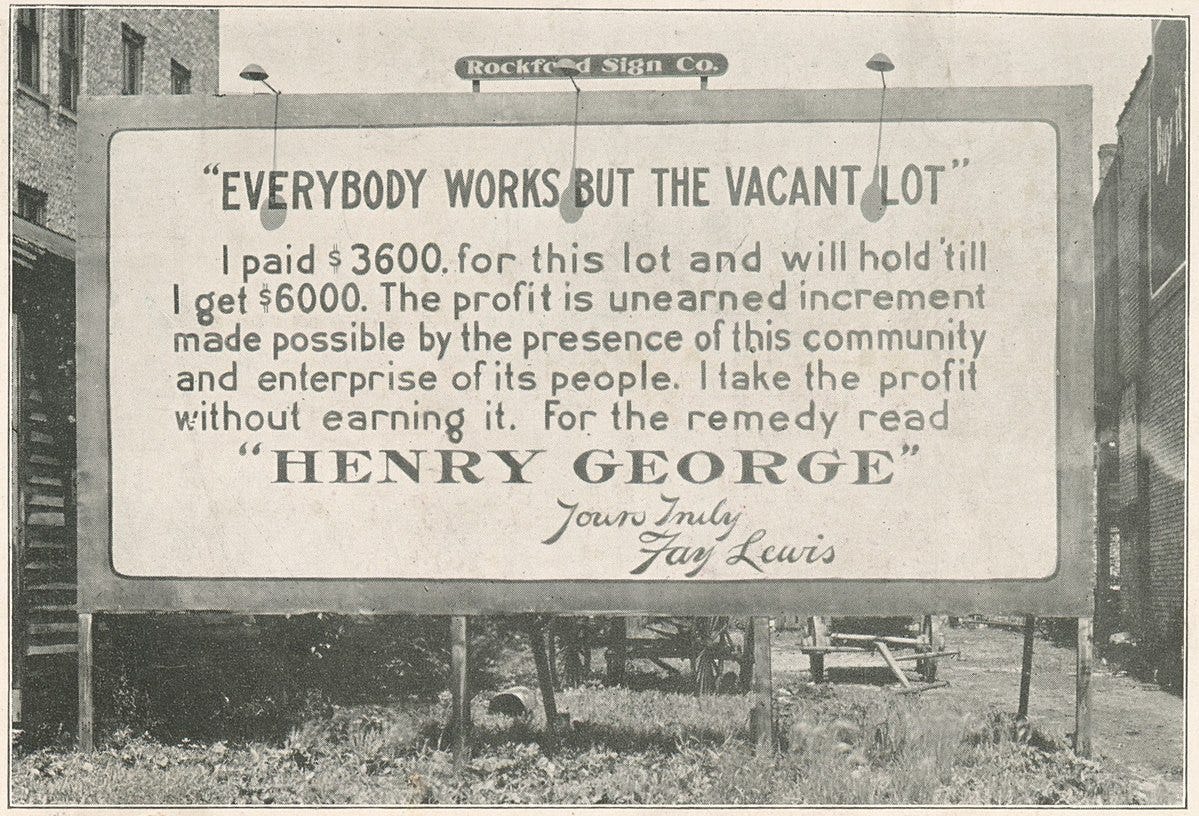 Rockford Sign Co.
"EVERYBODY WORKS BUT THE VACANT LOT"
I paid $3600. for this lot and will hold 'till
I get $6000. The profit is unearned increment
made possible by the presence of this community
and enterprise of its people. I take the profit
without earning it. For the remedy read
"HENRY GEORGE"
Yours Truly
Fay Lewis